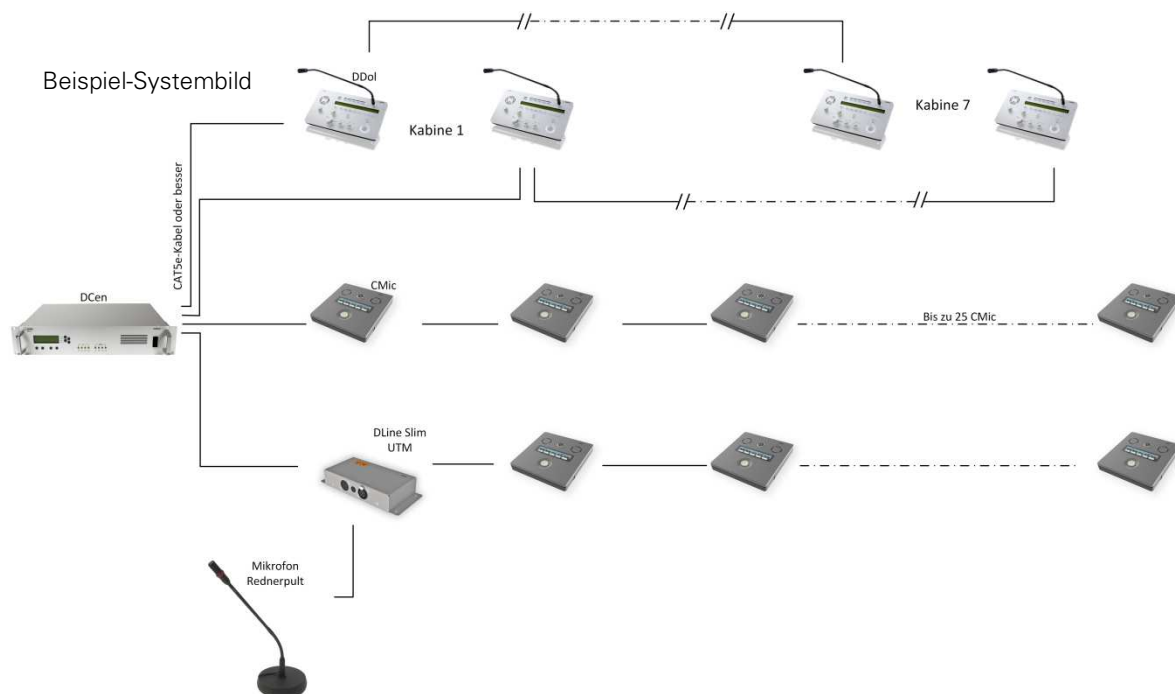 Beispiel-Systembild
DDol
Kabine 1
Kabine 7
CAT5e-Kabel oder besser
DCen
CMic
Bis zu 25 CMic
DLine Slim
UTM
Mikrofon
Rednerpult